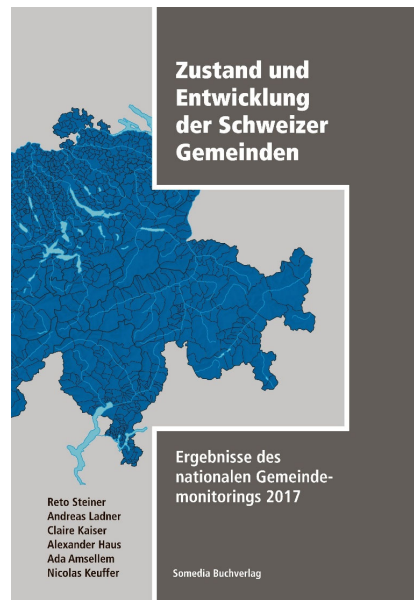 Zustand und
Entwicklung
der Schweizer
Gemeinden
Ergebnisse des
nationalen Gemeinde-
monitorings 2017
Reto Steiner
Andreas Ladner
Claire Kaiser
Alexander Haus
Ada Amsellem
Nicolas Keuffer
Somedia Buchverlag